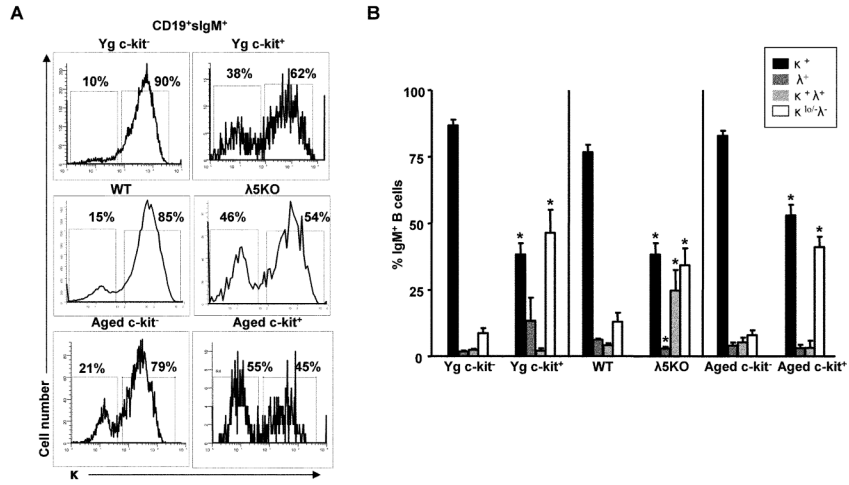 A
CD19⁺sIgM⁺
Yg c-kit⁻
Yg c-kit⁺
10%
90%
38%
62%
WT
λ5KO
15%
85%
46%
54%
Aged c-kit⁻
Aged c-kit⁺
21%
79%
55%
45%
Cell number
κ
B
κ⁺
λ⁺
κ⁺λ⁺
κ lo/-λ-
% IgM⁺ B cells
100
75
50
25
0
* * * * * * * *
Yg c-kit⁻ Yg c-kit⁺ WT λ5KO Aged c-kit⁻ Aged c-kit⁺